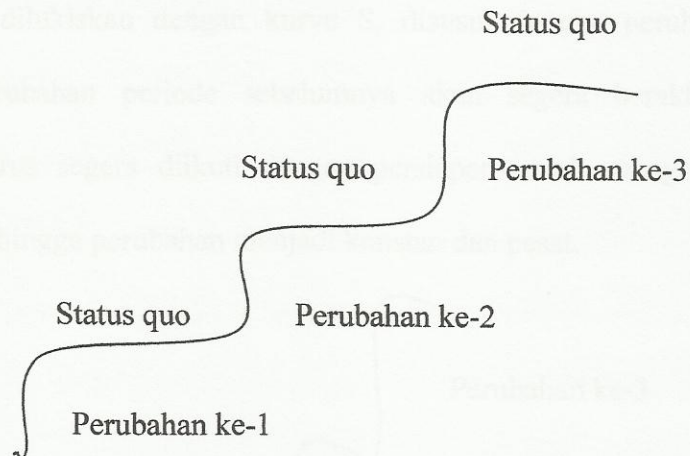 Status quo
Status quo
Perubahan ke-3
Status quo
Perubahan ke-2
Perubahan ke-1